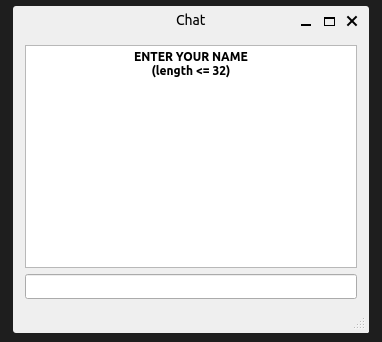 Chat
ENTER YOUR NAME
(length <= 32)